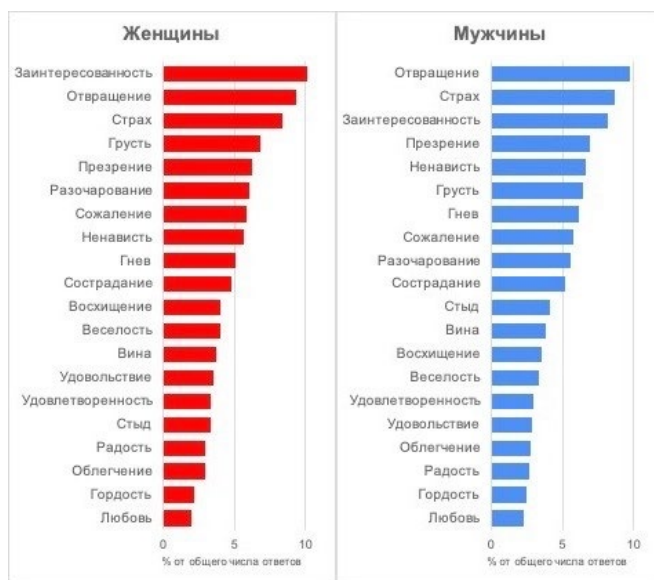 Женщины
Заинтересованность
Отвращение
Страх
Грусть
Презрение
Разочарование
Сожаление
Ненависть
Гнев
Сострадание
Восхищение
Веселость
Вина
Удовольствие
Удовлетворенность
Стыд
Радость
Облегчение
Гордость
Любовь
0 5 10
% от общего числа ответов
Мужчины
Отвращение
Страх
Заинтересованность
Презрение
Ненависть
Грусть
Гнев
Сожаление
Разочарование
Сострадание
Стыд
Вина
Восхищение
Веселость
Удовлетворенность
Удовольствие
Облегчение
Радость
Гордость
Любовь
0 5 10
% от общего числа ответов